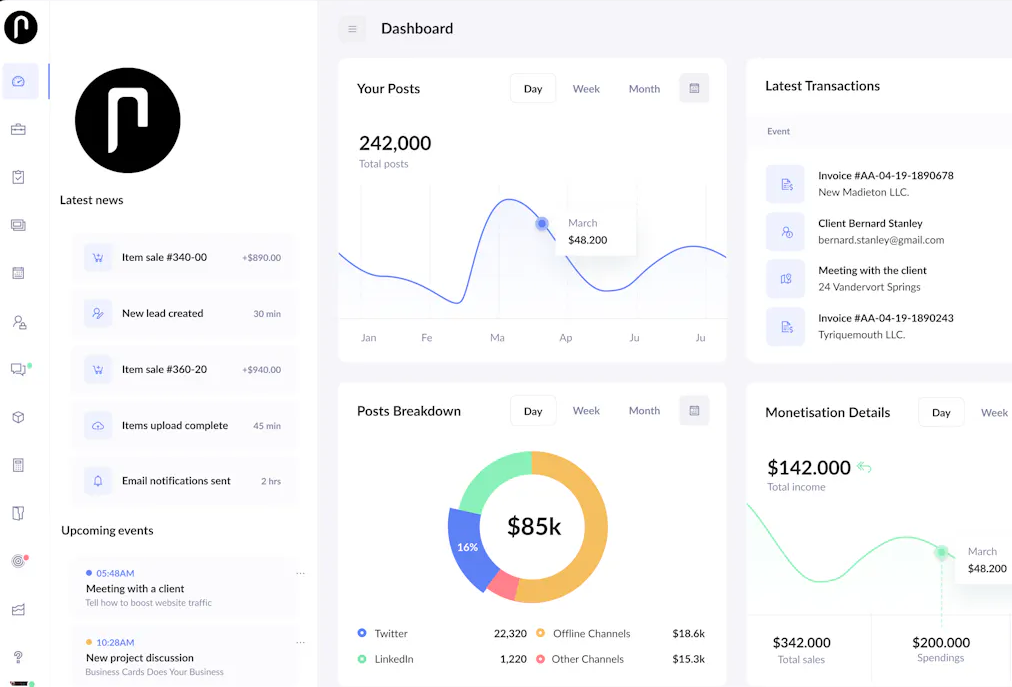 Dashboard
Latest news
Item sale #340-00 +$890.00
New lead created 30 min
Item sale #360-20 +$940.00
Items upload complete 45 min
Email notifications sent 2 hrs
Upcoming events
05:48AM ...
Meeting with a client
Tell how to boost website traffic
10:28AM ...
New project discussion
Business Cards Does Your Business
Your Posts Day Week Month
242,000
Total posts
March
$48.200
Jan Fe Ma Ap Ju Ju
Latest Transactions
Event
Invoice #AA-04-19-1890678
New Madieton LLC.
Client Bernard Stanley
bernard.stanley@gmail.com
Meeting with the client
24 Vandervort Springs
Invoice #AA-04-19-1890243
Tyriquemouth LLC.
Posts Breakdown Day Week Month
$85k
16%
Twitter 22,320 Offline Channels $18.6k
LinkedIn 1,220 Other Channels $15.3k
Monetisation Details Day Week
$142.000
Total income
March
$48.200
$342.000 $200.000
Total sales Spendings